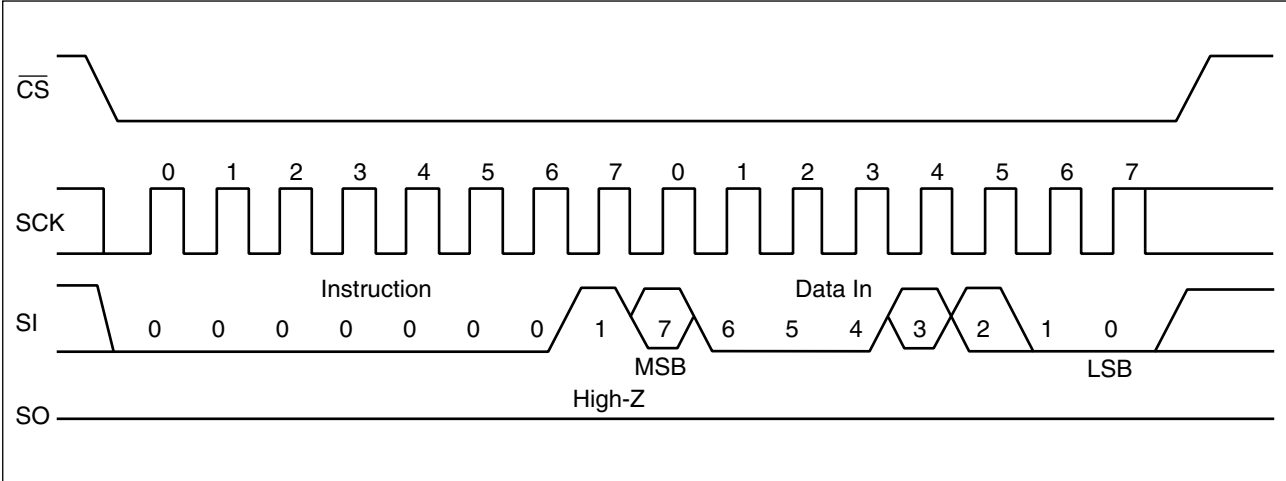 CS
0 1 2 3 4 5 6 7 0 1 2 3 4 5 6 7
SCK
Instruction Data In
SI 0 0 0 0 0 0 0 1 7 6 5 4 3 2 1 0
MSB LSB
High-Z
SO